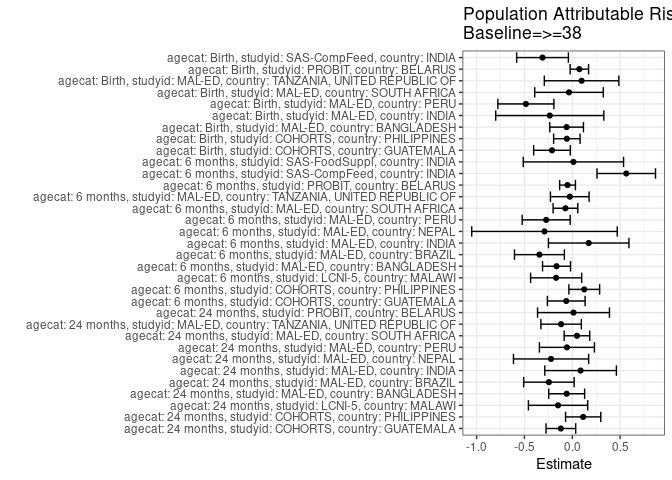 Population Attributable Ris
Baseline=>=38
agecat: Birth, studyid: SAS-CompFeed, country: INDIA
agecat: Birth, studyid: PROBIT, country: BELARUS
agecat: Birth, studyid: MAL-ED, country: TANZANIA, UNITED REPUBLIC OF
agecat: Birth, studyid: MAL-ED, country: SOUTH AFRICA
agecat: Birth, studyid: MAL-ED, country: PERU
agecat: Birth, studyid: MAL-ED, country: INDIA
agecat: Birth, studyid: MAL-ED, country: BANGLADESH
agecat: Birth, studyid: COHORTS, country: PHILIPPINES
agecat: Birth, studyid: COHORTS, country: GUATEMALA
agecat: 6 months, studyid: SAS-FoodSuppl, country: INDIA
agecat: 6 months, studyid: SAS-CompFeed, country: INDIA
agecat: 6 months, studyid: PROBIT, country: BELARUS
agecat: 6 months, studyid: MAL-ED, country: TANZANIA, UNITED REPUBLIC OF
agecat: 6 months, studyid: MAL-ED, country: SOUTH AFRICA
agecat: 6 months, studyid: MAL-ED, country: PERU
agecat: 6 months, studyid: MAL-ED, country: NEPAL
agecat: 6 months, studyid: MAL-ED, country: INDIA
agecat: 6 months, studyid: MAL-ED, country: BRAZIL
agecat: 6 months, studyid: MAL-ED, country: BANGLADESH
agecat: 6 months, studyid: LCNI-5, country: MALAWI
agecat: 6 months, studyid: COHORTS, country: PHILIPPINES
agecat: 6 months, studyid: COHORTS, country: GUATEMALA
agecat: 24 months, studyid: PROBIT, country: BELARUS
agecat: 24 months, studyid: MAL-ED, country: TANZANIA, UNITED REPUBLIC OF
agecat: 24 months, studyid: MAL-ED, country: SOUTH AFRICA
agecat: 24 months, studyid: MAL-ED, country: PERU
agecat: 24 months, studyid: MAL-ED, country: NEPAL
agecat: 24 months, studyid: MAL-ED, country: INDIA
agecat: 24 months, studyid: MAL-ED, country: BRAZIL
agecat: 24 months, studyid: MAL-ED, country: BANGLADESH
agecat: 24 months, studyid: LCNI-5, country: MALAWI
agecat: 24 months, studyid: COHORTS, country: PHILIPPINES
agecat: 24 months, studyid: COHORTS, country: GUATEMALA
-1.0 -0.5 0.0 0.5
Estimate